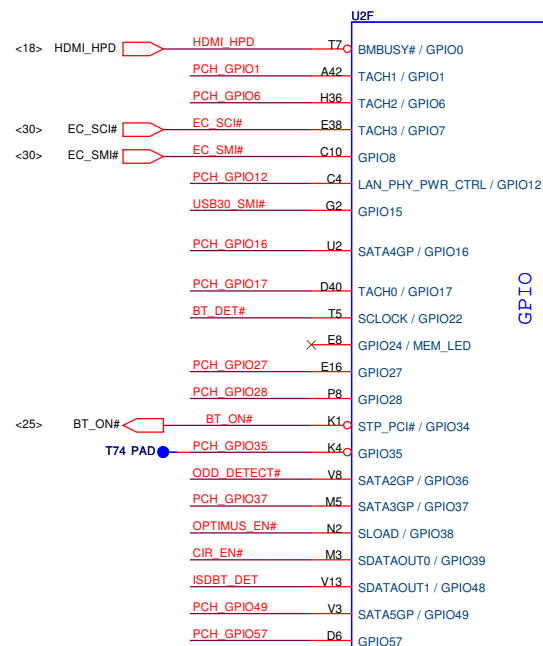 U2F
<18> HDMI_HPD HDMI_HPD T7 BMBUSY# / GPIO0
PCH_GPIO1 A42 TACH1 / GPIO1
PCH_GPIO6 H36 TACH2 / GPIO6
<30> EC_SCI# EC_SCI# E38 TACH3 / GPIO7
<30> EC_SMI# EC_SMI# C10 GPIO8
PCH_GPIO12 C4 LAN_PHY_PWR_CTRL / GPIO12
USB30_SMI# G2 GPIO15
PCH_GPIO16 U2 SATA4GP / GPIO16
PCH_GPIO17 D40 TACH0 / GPIO17
GPIO
BT_DET# T5 SCLOCK / GPIO22
E8 GPIO24 / MEM_LED
PCH_GPIO27 E16 GPIO27
PCH_GPIO28 P8 GPIO28
<25> BT_ON# BT_ON# K1 STP_PCI# / GPIO34
T74 PAD PCH_GPIO35 K4 GPIO35
ODD_DETECT# V8 SATA2GP / GPIO36
PCH_GPIO37 M5 SATA3GP / GPIO37
OPTIMUS_EN# N2 SLOAD / GPIO38
CIR_EN# M3 SDATAOUT0 / GPIO39
ISDBT_DET V13 SDATAOUT1 / GPIO48
PCH_GPIO49 V3 SATA5GP / GPIO49
PCH_GPIO57 D6 GPIO57